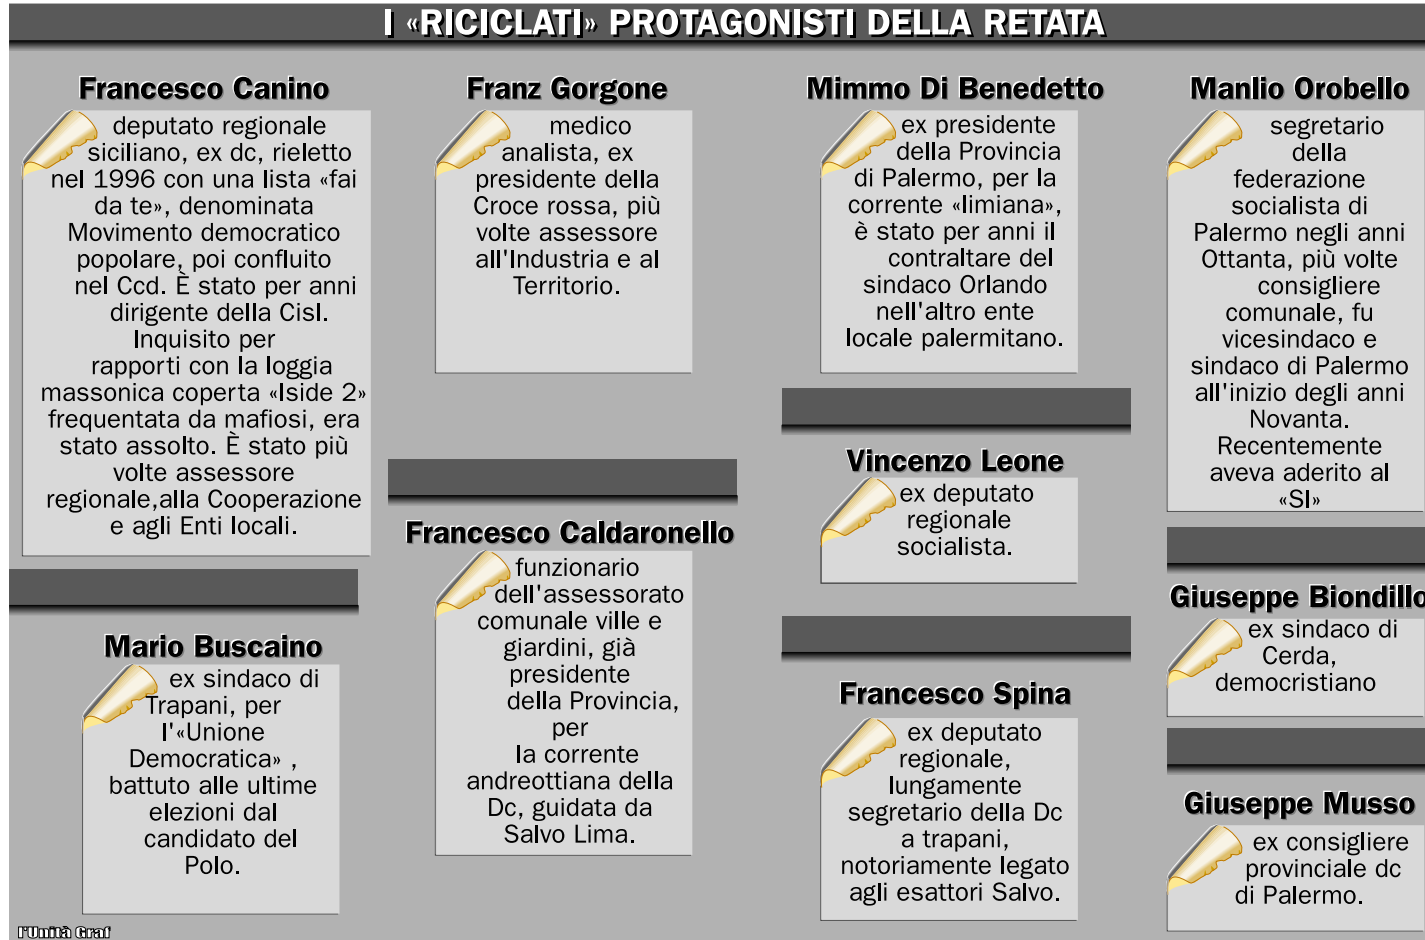 I «RICICLATI» PROTAGONISTI DELLA RETATA
Francesco Canino
deputato regionale
siciliano, ex dc, rieletto
nel 1996 con una lista «fai
da te», denominata
Movimento democratico
popolare, poi confluito
nel Ccd. È stato per anni
dirigente della Cisl.
Inquisito per
rapporti con la loggia
massonica coperta «Iside 2»
frequentata da mafiosi, era
stato assolto. È stato più
volte assessore
regionale,alla Cooperazione
e agli Enti locali.
Mario Buscaino
ex sindaco di
Trapani, per
l'«Unione
Democratica» ,
battuto alle ultime
elezioni dal
candidato del
Polo.
Franz Gorgone
medico
analista, ex
presidente della
Croce rossa, più
volte assessore
all'Industria e al
Territorio.
Francesco Caldaronello
funzionario
dell'assessorato
comunale ville e
giardini, già
presidente
della Provincia,
per
la corrente
andreottiana della
Dc, guidata da
Salvo Lima.
Mimmo Di Benedetto
ex presidente
della Provincia
di Palermo, per la
corrente «limiana»,
è stato per anni il
contraltare del
sindaco Orlando
nell'altro ente
locale palermitano.
Vincenzo Leone
ex deputato
regionale
socialista.
Francesco Spina
ex deputato
regionale,
lungamente
segretario della Dc
a trapani,
notoriamente legato
agli esattori Salvo.
Manlio Orobello
segretario
della
federazione
socialista di
Palermo negli anni
Ottanta, più volte
consigliere
comunale, fu
vicesindaco e
sindaco di Palermo
all'inizio degli anni
Novanta.
Recentemente
aveva aderito al
«SI»
Giuseppe Biondillo
ex sindaco di
Cerda,
democristiano
Giuseppe Musso
ex consigliere
provinciale dc
di Palermo.
l'Unità Graf